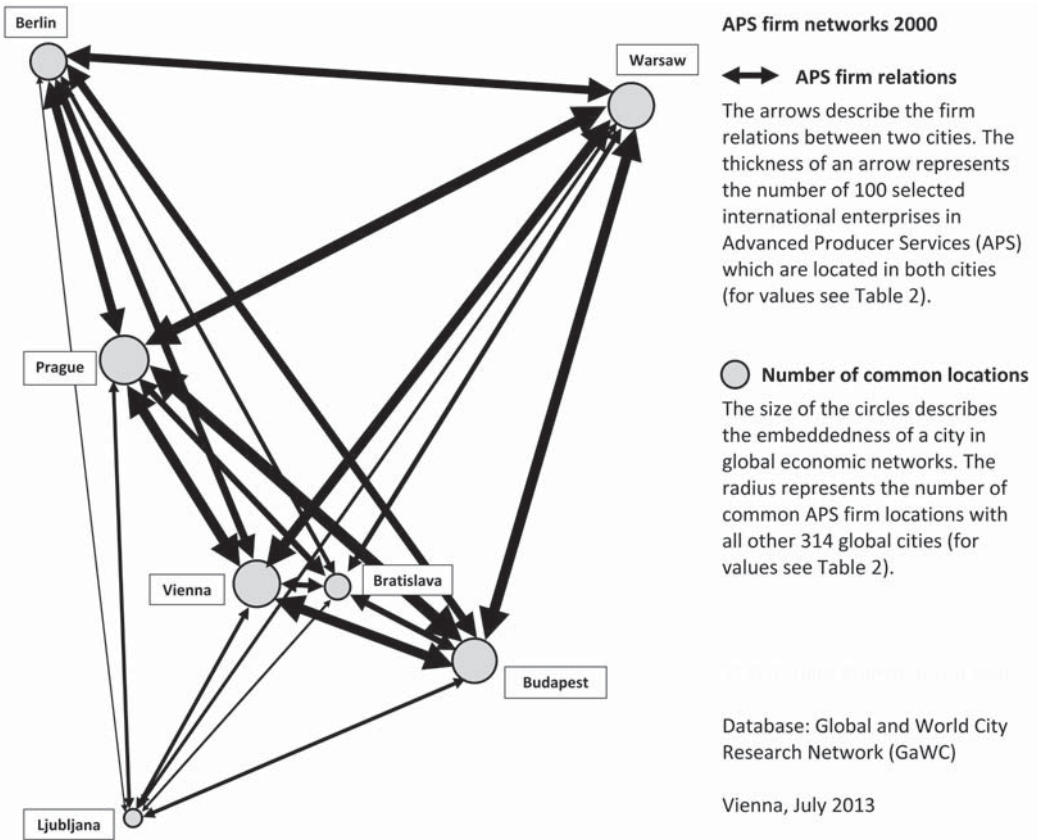 Berlin
Warsaw
Prague
Vienna
Bratislava
Budapest
Ljubljana
APS firm networks 2000
APS firm relations
The arrows describe the firm
relations between two cities. The
thickness of an arrow represents
the number of 100 selected
international enterprises in
Advanced Producer Services (APS)
which are located in both cities
(for values see Table 2).
Number of common locations
The size of the circles describes
the embeddedness of a city in
global economic networks. The
radius represents the number of
common APS firm locations with
all other 314 global cities (for
values see Table 2).
Database: Global and World City
Research Network (GaWC)
Vienna, July 2013